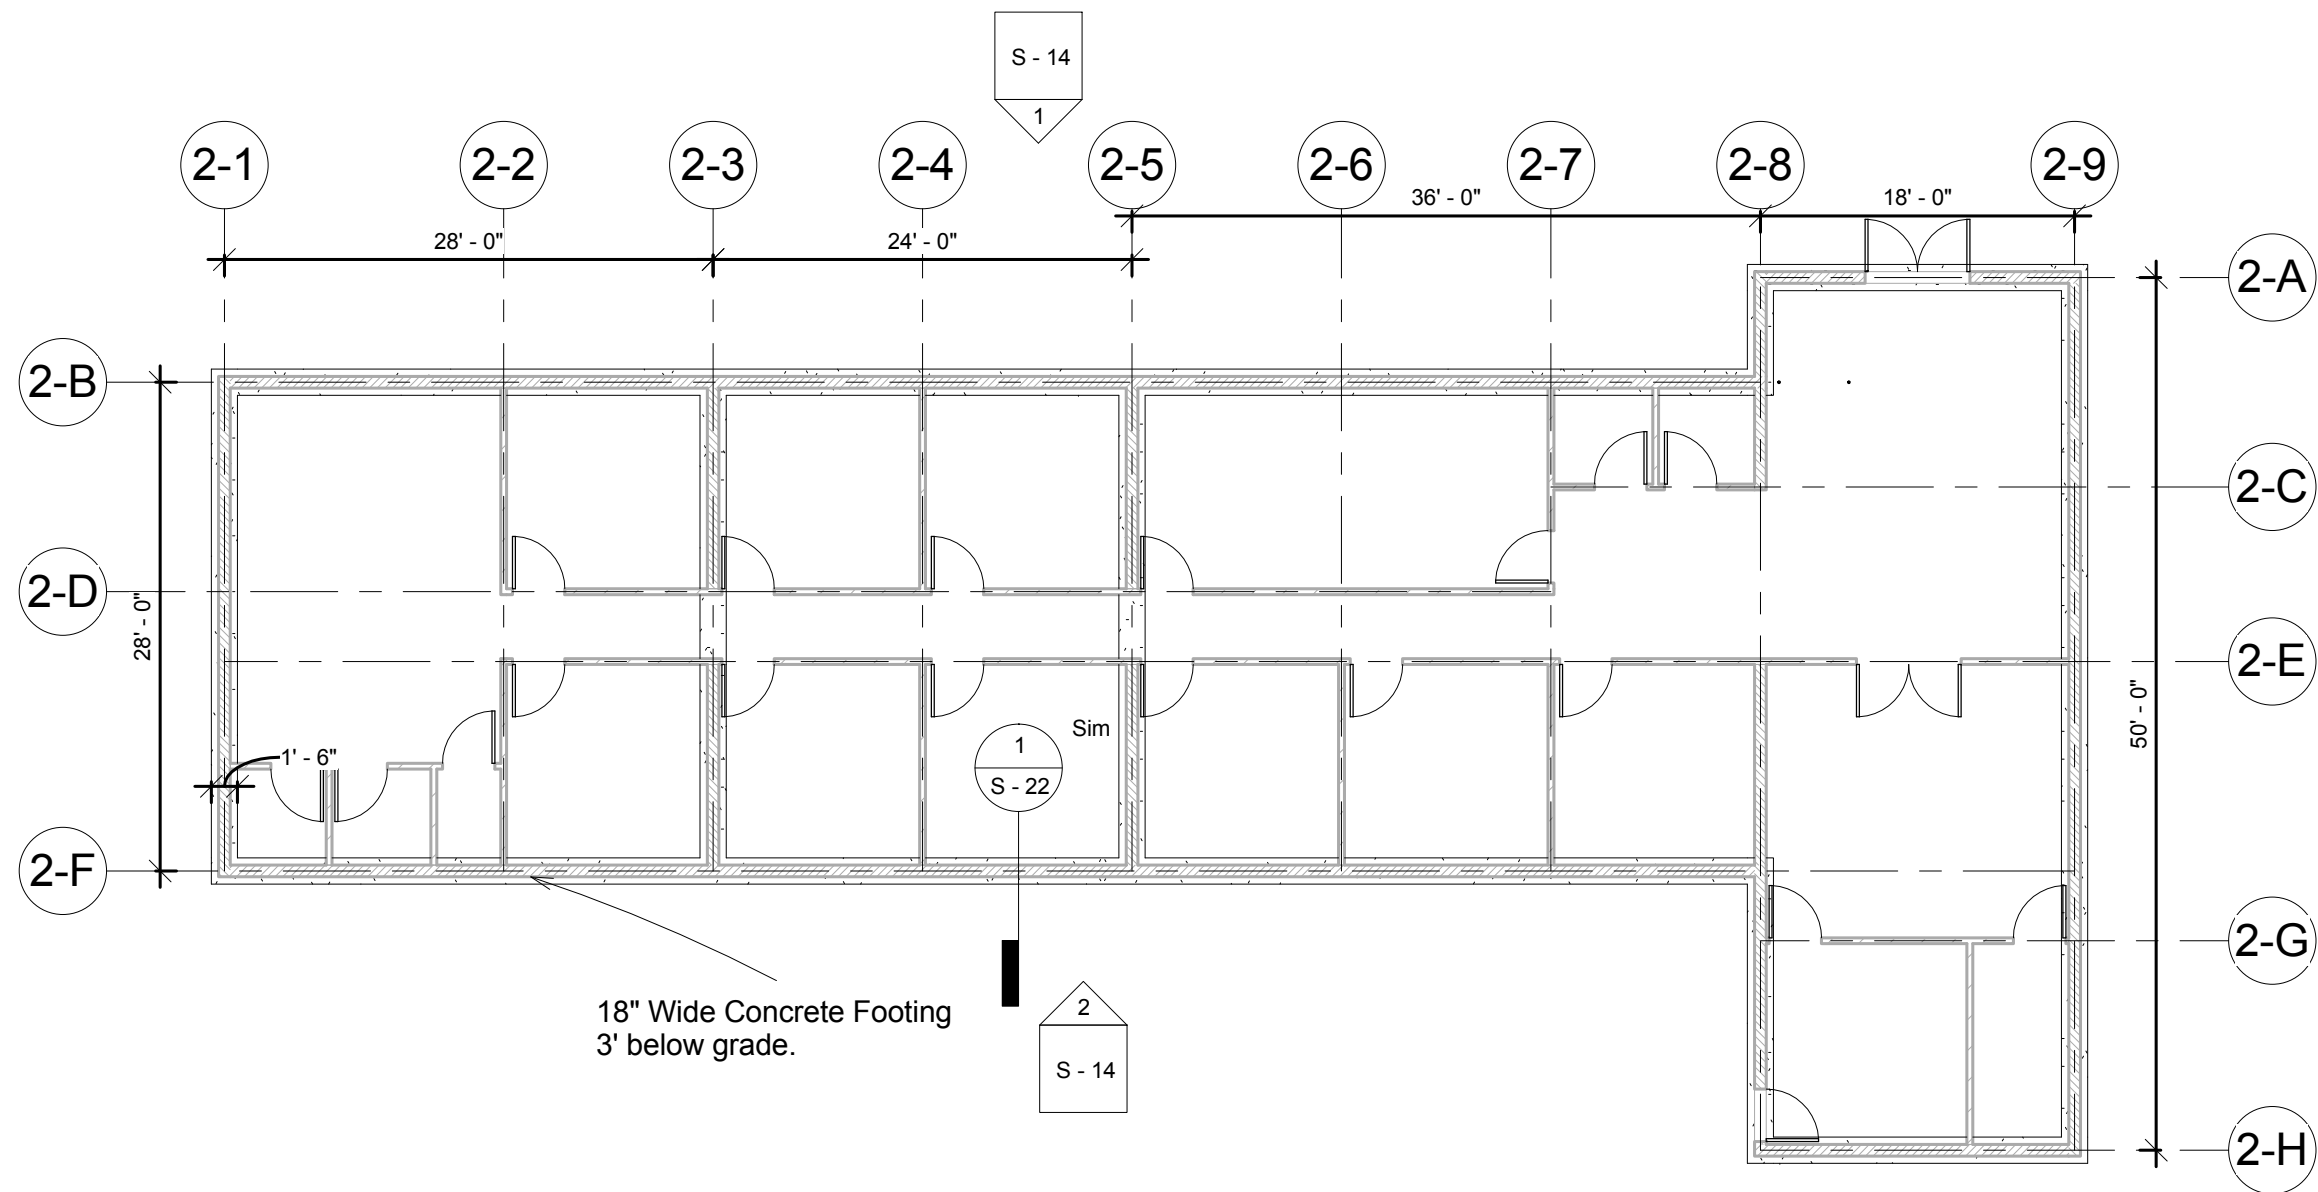 S - 14
1
2-1
2-2
2-3
2-4
2-5
2-6
2-7
2-8
2-9
36' - 0"
18' - 0"
28' - 0"
24' - 0"
2-A
2-B
2-C
2-D
28' - 0"
2-E
50' - 0"
1' - 6"
Sim
1
S - 22
2-F
2-G
18" Wide Concrete Footing
3' below grade.
2
S - 14
2-H